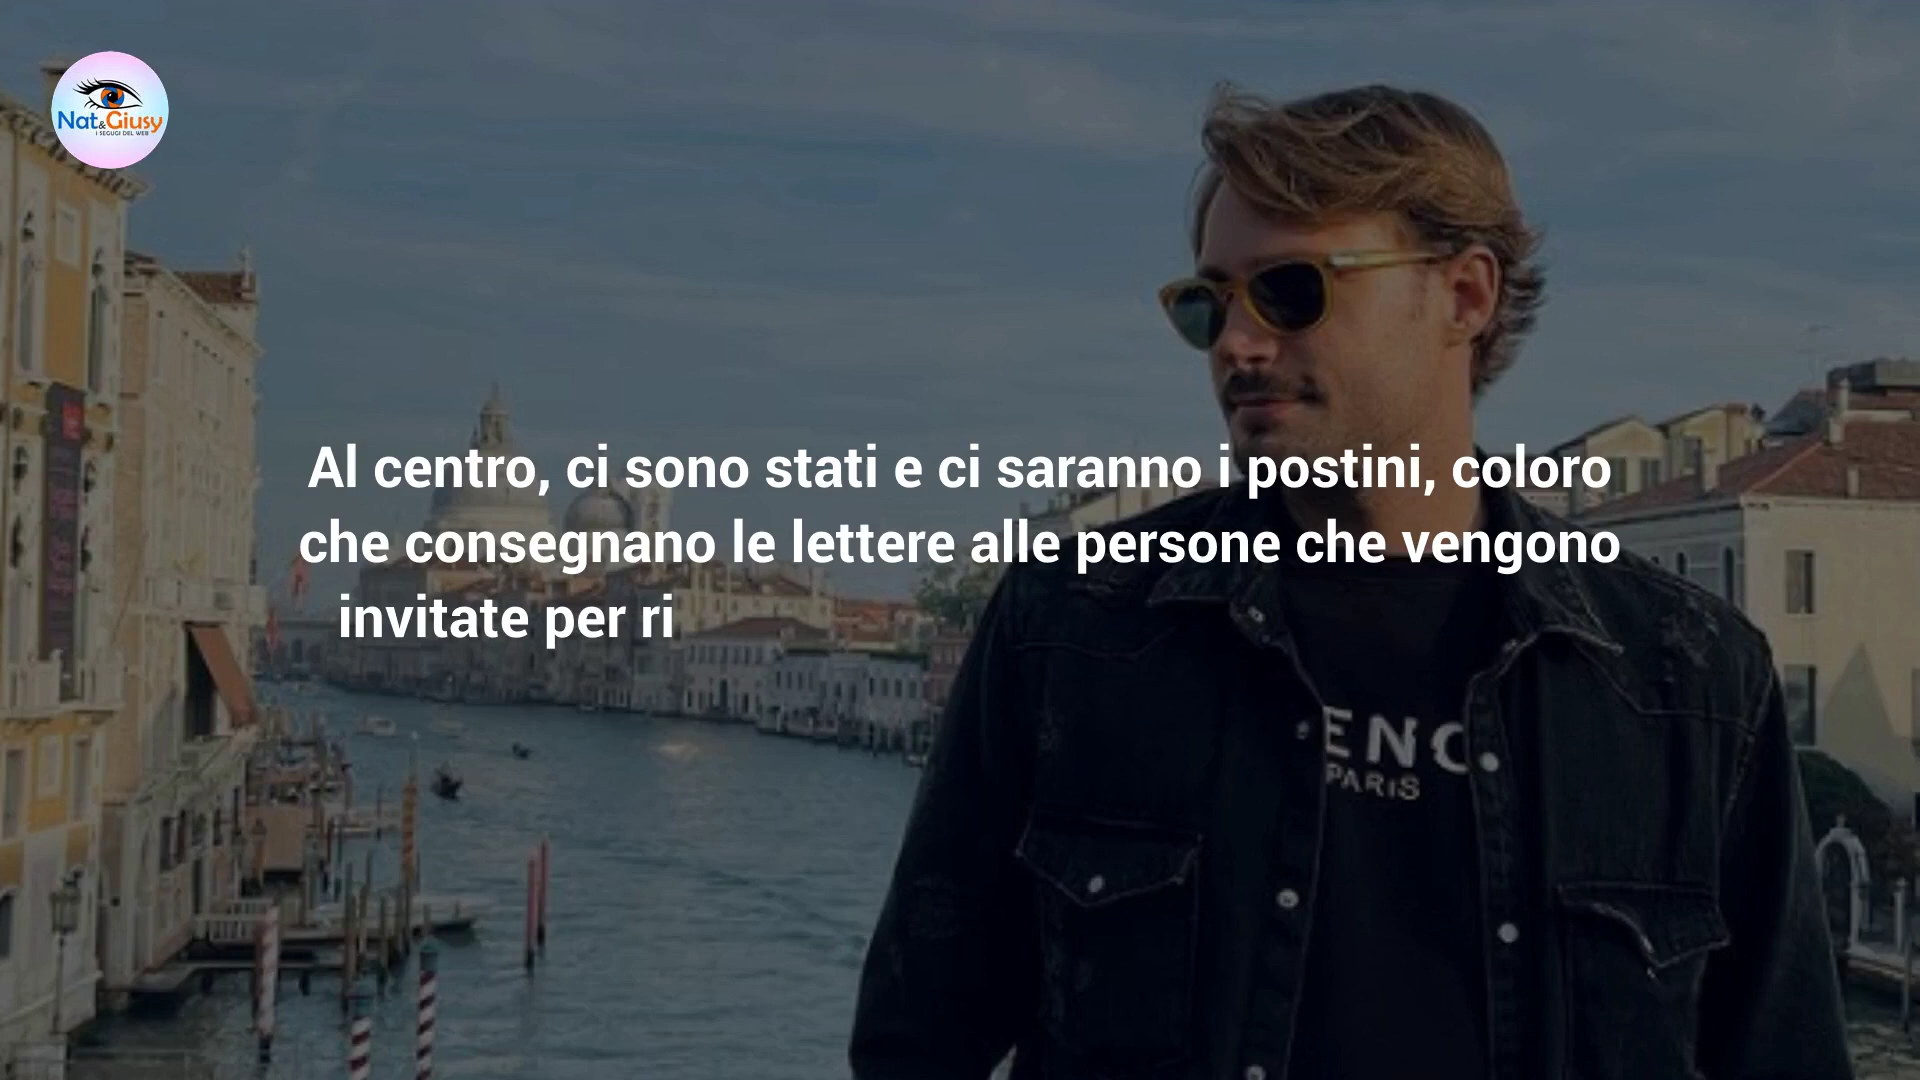 Nat&Giusy
I SEGUGI DEL WEB
Al centro, ci sono stati e ci saranno i postini, coloro
che consegnano le lettere alle persone che vengono
invitate per ri
ENC
PARIS